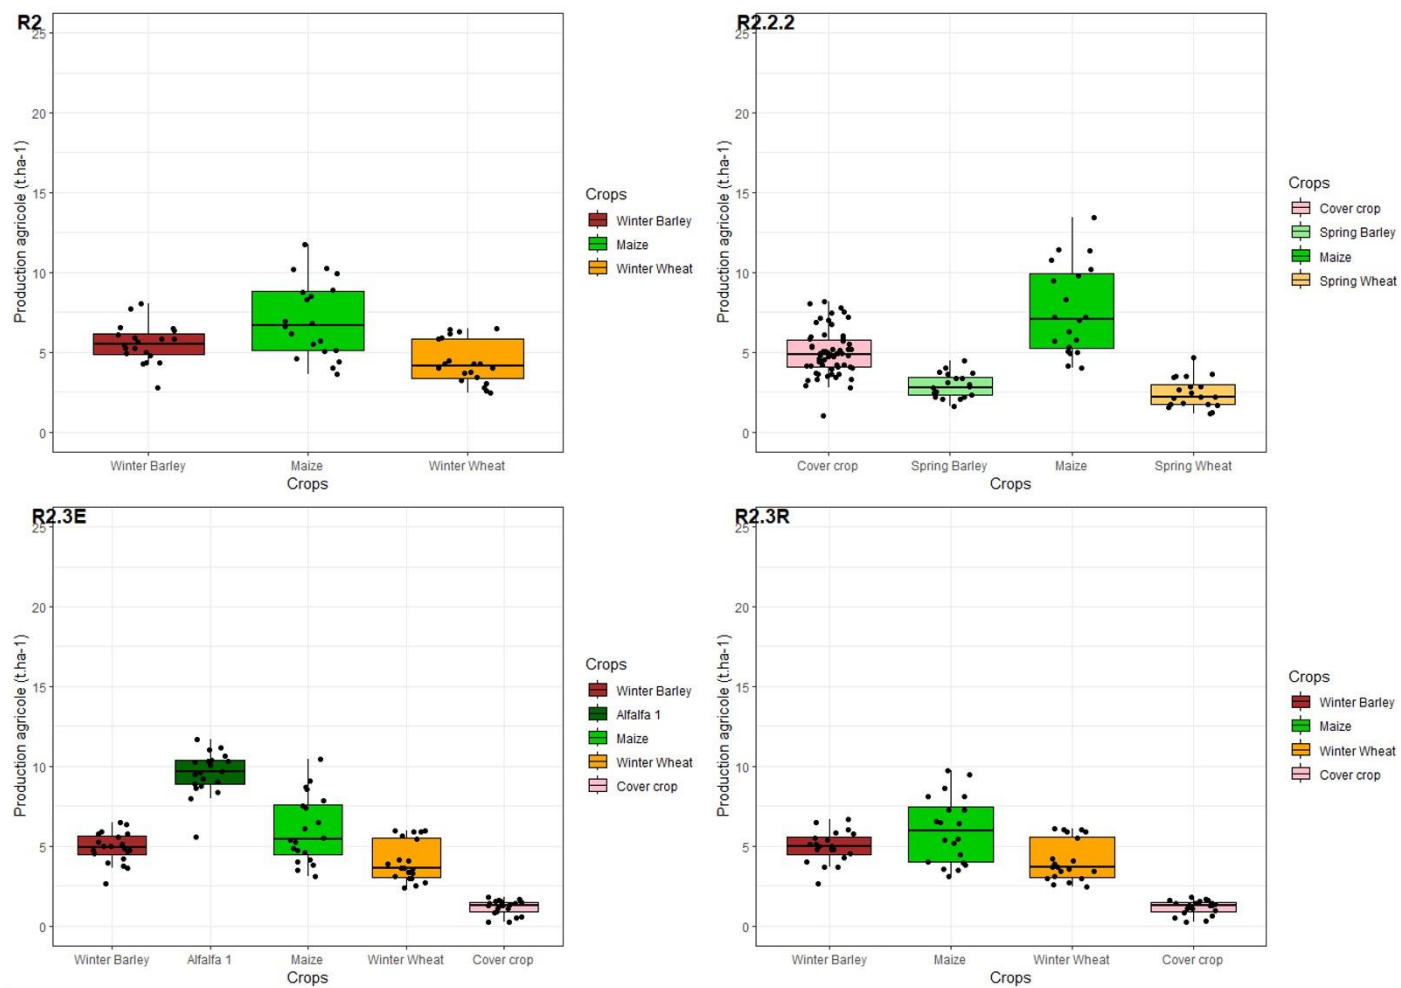 R2
25
20
15
10
5
0
Production agricole (t.ha-1)
Winter Barley Maize Winter Wheat
Crops
Crops
Winter Barley
Maize
Winter Wheat
R2.2.2
25
20
15
10
5
0
Production agricole (t.ha-1)
Cover crop Spring Barley Maize Spring Wheat
Crops
Crops
Cover crop
Spring Barley
Maize
Spring Wheat
R2.3E
25
20
15
10
5
0
Production agricole (t.ha-1)
Winter Barley Alfalfa 1 Maize Winter Wheat Cover crop
Crops
Crops
Winter Barley
Alfalfa 1
Maize
Winter Wheat
Cover crop
R2.3R
25
20
15
10
5
0
Production agricole (t.ha-1)
Winter Barley Maize Winter Wheat Cover crop
Crops
Crops
Winter Barley
Maize
Winter Wheat
Cover crop